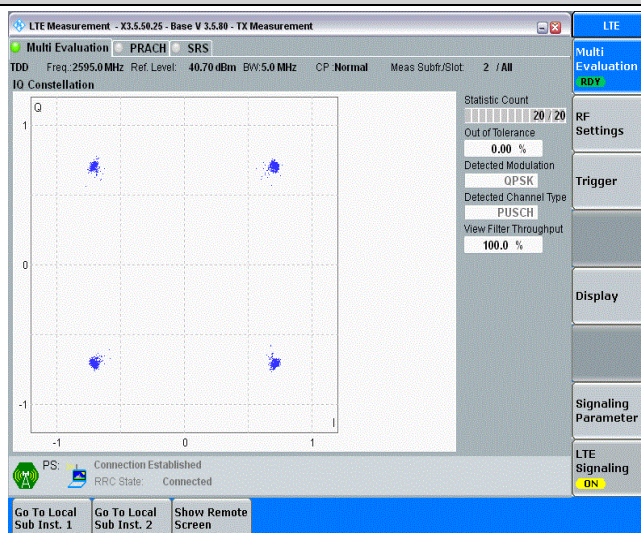 LTE Measurement - X3.5.50.25 - Base V 3.5.80 - TX Measurement
LTE
Multi Evaluation PRACH SRS
Multi
Evaluation
RDY
TDD Freq.:2595.0 MHz Ref. Level: 40.70 dBm BW:5.0 MHz CP :Normal Meas Subfr./Slot: 2 / All
IQ Constellation
Q
1
0
-1
I
-1 0 1
Statistic Count
20 / 20
Out of Tolerance
0.00 %
Detected Modulation
QPSK
Detected Channel Type
PUSCH
View Filter Throughput
100.0 %
RF
Settings
Trigger
Display
Signaling
Parameter
LTE
Signaling
ON
PS: Connection Established
RRC State: Connected
Go To Local
Sub Inst. 1
Go To Local
Sub Inst. 2
Show Remote
Screen